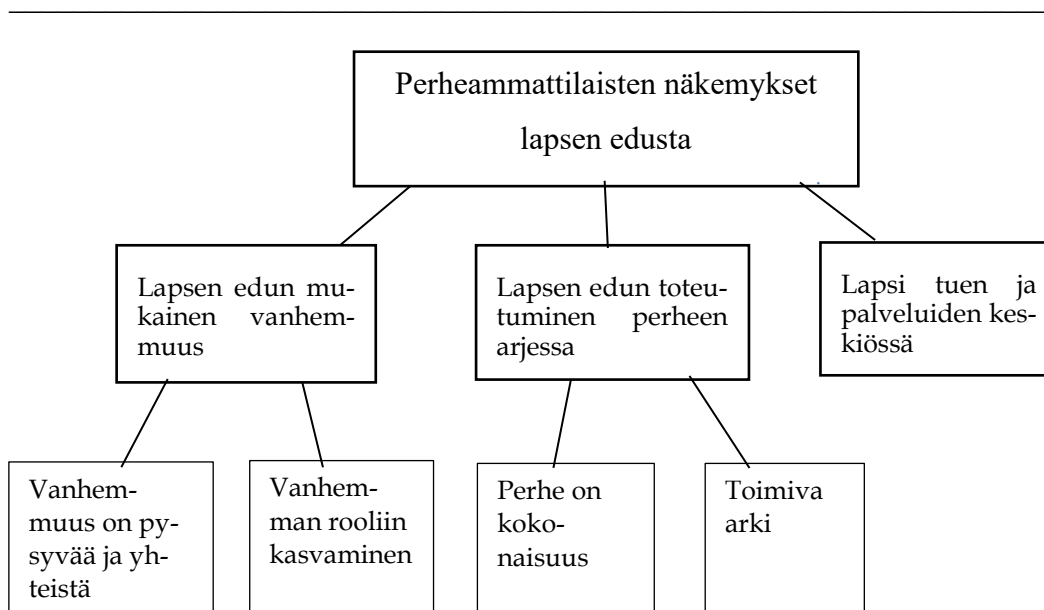 Perheammattilaisten näkemykset
lapsen edusta
Lapsen edun mu-
kainen vanhem-
muus
Lapsen edun toteu-
tuminen perheen
arjessa
Lapsi tuen ja
palveluiden kes-
kiössä
Vanhem-
muus on py-
syvää ja yh-
teistä
Vanhem-
man rooliin
kasvaminen
Perhe on
koko-
naisuus
Toimiva
arki